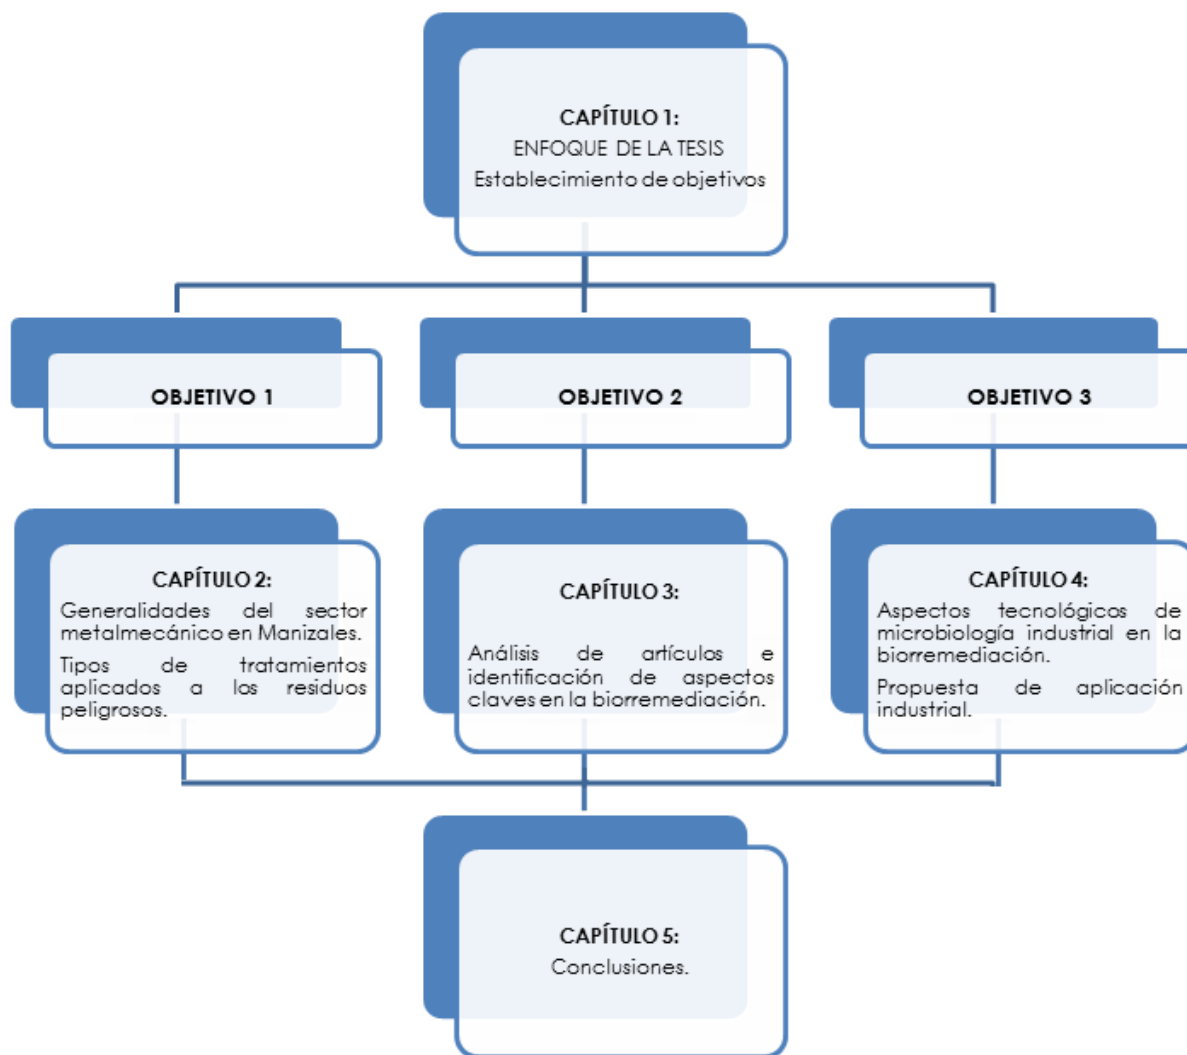 CAPÍTULO 1:
ENFOQUE DE LA TESIS
Establecimiento de objetivos
OBJETIVO 1
OBJETIVO 2
OBJETIVO 3
CAPÍTULO 2:
Generalidades del sector
metalmecánico en Manizales.
Tipos de tratamientos
aplicados a los residuos
peligrosos.
CAPÍTULO 3:
Análisis de artículos e
identificación de aspectos
claves en la biorremediación.
CAPÍTULO 4:
Aspectos tecnológicos de
microbiología industrial en la
biorremediación.
Propuesta de aplicación
industrial.
CAPÍTULO 5:
Conclusiones.